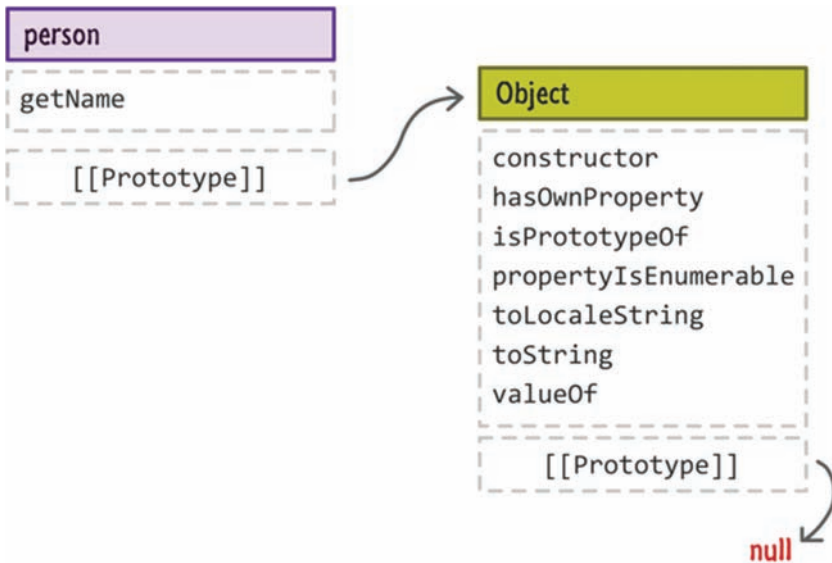 person
getName
[[Prototype]]
Object
constructor
hasOwnProperty
isPrototypeOf
propertyIsEnumerable
toLocaleString
toString
valueOf
[[Prototype]]
null